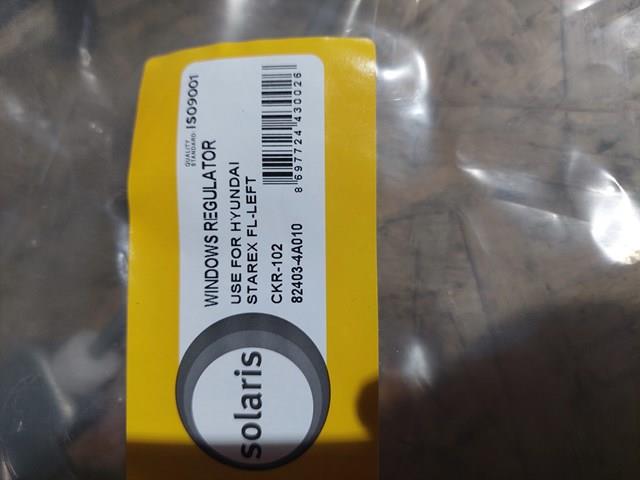 QUALITY
STANDARD: ISO9001
WINDOWS REGULATOR
USE FOR HYUNDAI
STAREX FL-LEFT
CKR-102
82403-4A010
8 697724 430026
solaris